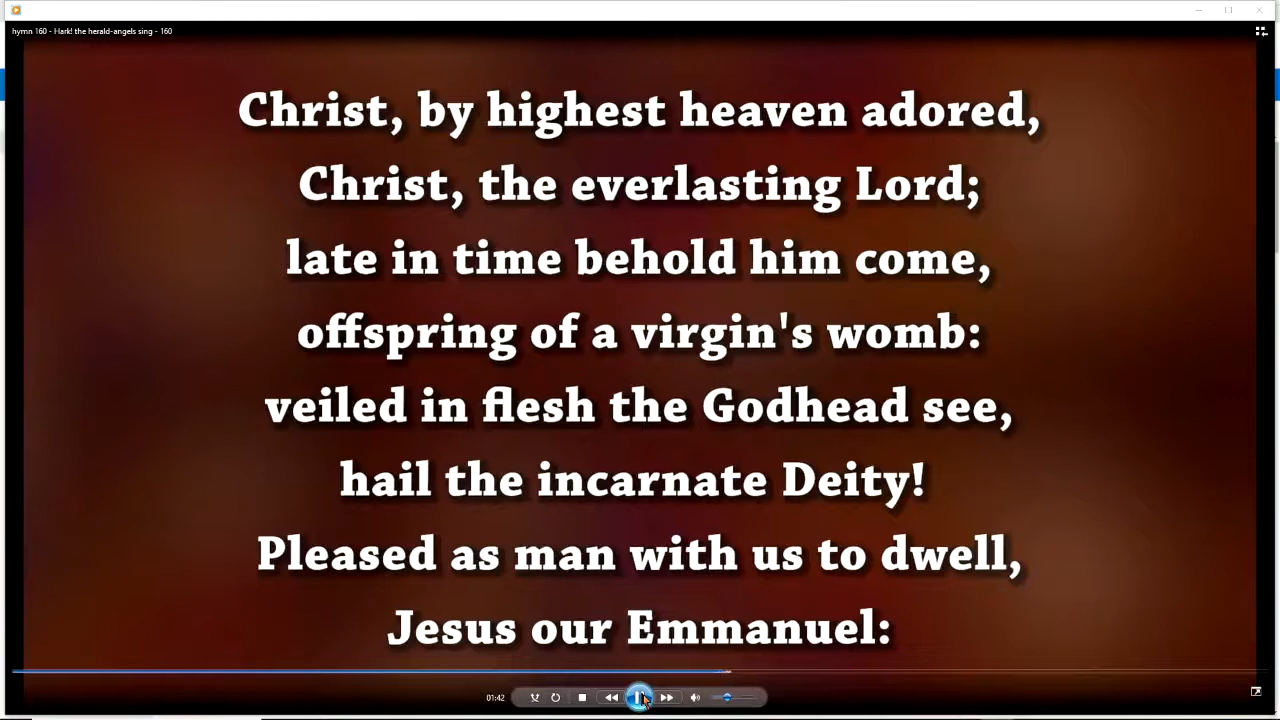 hymn 160 - Hark! the herald-angels sing - 160
Christ, by highest heaven adored,
Christ, the everlasting Lord;
late in time behold him come,
offspring of a virgin's womb:
veiled in flesh the Godhead see,
hail the incarnate Deity!
Pleased as man with us to dwell,
Jesus our Emmanuel:
01:42